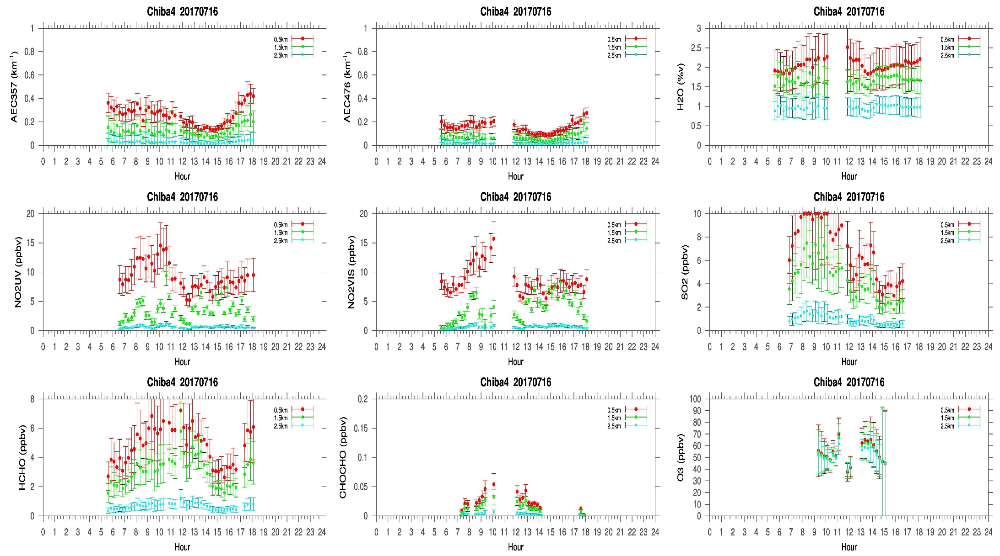 Chiba4 20170716
AEC357 (km⁻¹)
1
0.8
0.6
0.4
0.2
0
0.5km
1.5km
2.5km
0 1 2 3 4 5 6 7 8 9 10 11 12 13 14 15 16 17 18 19 20 21 22 23 24
Hour
Chiba4 20170716
AEC476 (km⁻¹)
1
0.8
0.6
0.4
0.2
0
0.5km
1.5km
2.5km
0 1 2 3 4 5 6 7 8 9 10 11 12 13 14 15 16 17 18 19 20 21 22 23 24
Hour
Chiba4 20170716
H2O (%v)
3
2.5
2
1.5
1
0.5
0
0.5km
1.5km
2.5km
0 1 2 3 4 5 6 7 8 9 10 11 12 13 14 15 16 17 18 19 20 21 22 23 24
Hour
Chiba4 20170716
NO2UV (ppbv)
20
15
10
5
0
0.5km
1.5km
2.5km
0 1 2 3 4 5 6 7 8 9 10 11 12 13 14 15 16 17 18 19 20 21 22 23 24
Hour
Chiba4 20170716
NO2VIS (ppbv)
20
15
10
5
0
0.5km
1.5km
2.5km
0 1 2 3 4 5 6 7 8 9 10 11 12 13 14 15 16 17 18 19 20 21 22 23 24
Hour
Chiba4 20170716
SO2 (ppbv)
10
8
6
4
2
0
0.5km
1.5km
2.5km
0 1 2 3 4 5 6 7 8 9 10 11 12 13 14 15 16 17 18 19 20 21 22 23 24
Hour
Chiba4 20170716
HCHO (ppbv)
8
6
4
2
0
0.5km
1.5km
2.5km
0 1 2 3 4 5 6 7 8 9 10 11 12 13 14 15 16 17 18 19 20 21 22 23 24
Hour
Chiba4 20170716
CHOCHO (ppbv)
0.2
0.15
0.1
0.05
0
0.5km
1.5km
2.5km
0 1 2 3 4 5 6 7 8 9 10 11 12 13 14 15 16 17 18 19 20 21 22 23 24
Hour
Chiba4 20170716
O3 (ppbv)
100
90
80
70
60
50
40
30
20
10
0
0.5km
1.5km
2.5km
0 1 2 3 4 5 6 7 8 9 10 11 12 13 14 15 16 17 18 19 20 21 22 23 24
Hour